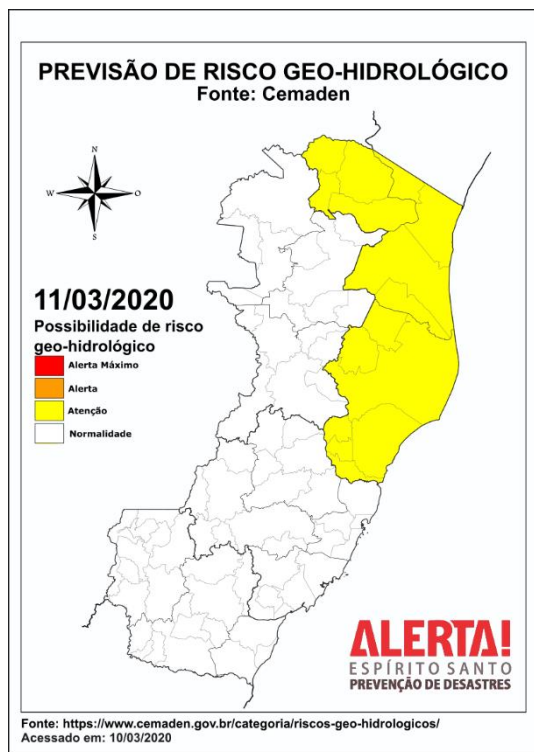 PREVISÃO DE RISCO GEO-HIDROLÓGICO
Fonte: Cemaden
N
W
O
S
11/03/2020
Possibilidade de risco
geo-hidrológico
Alerta Máximo
Alerta
Atenção
Normalidade
ALERTA!
ESPÍRITO SANTO
PREVENÇÃO DE DESASTRES
Fonte: https://www.cemaden.gov.br/categoria/riscos-geo-hidrologicos/
Acessado em: 10/03/2020